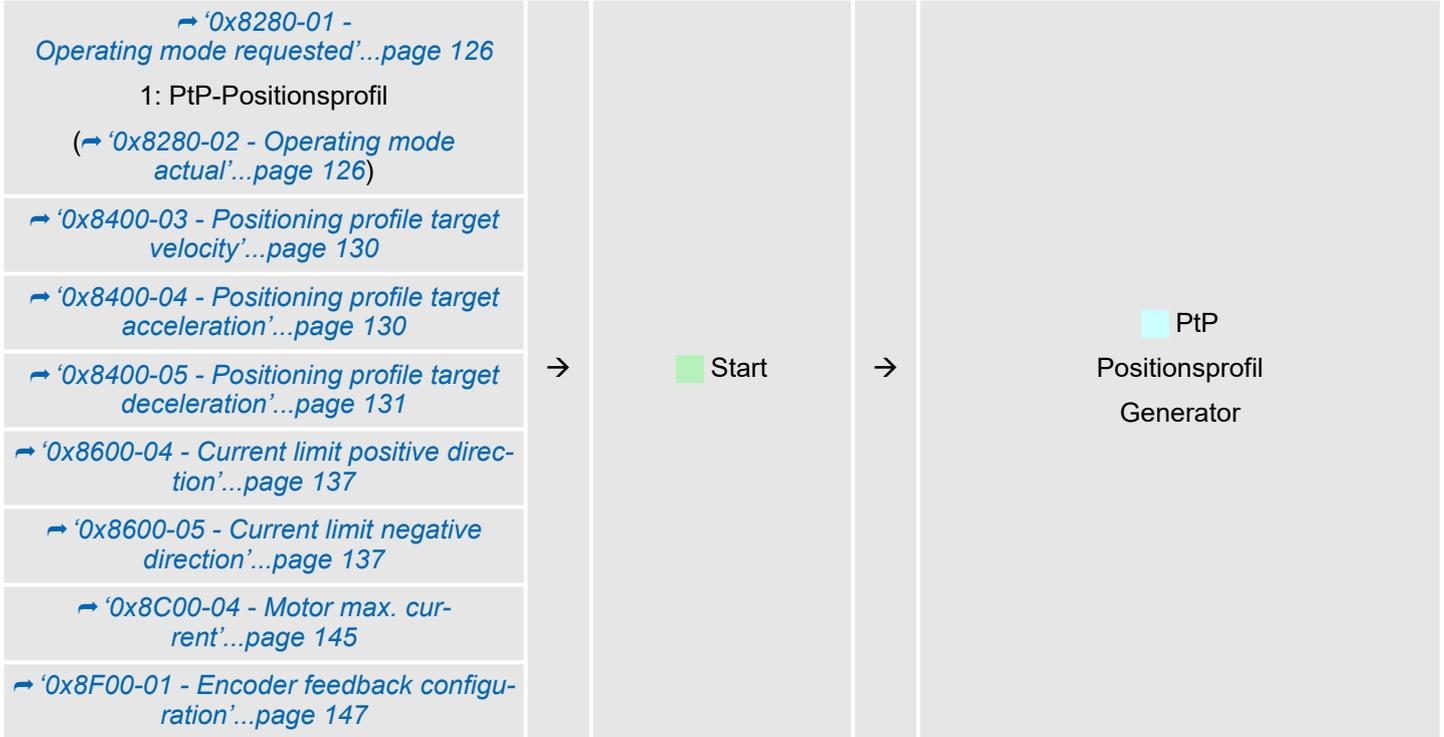 ➦ ‘0x8280-01 -
Operating mode requested’...page 126
1: PtP-Positionsprofil
(➦ ‘0x8280-02 - Operating mode
actual’...page 126)
➦ ‘0x8400-03 - Positioning profile target
velocity’...page 130
➦ ‘0x8400-04 - Positioning profile target
acceleration’...page 130
➦ ‘0x8400-05 - Positioning profile target
deceleration’...page 131
➦ ‘0x8600-04 - Current limit positive direc-
tion’...page 137
➦ ‘0x8600-05 - Current limit negative
direction’...page 137
➦ ‘0x8C00-04 - Motor max. cur-
rent’...page 145
➦ ‘0x8F00-01 - Encoder feedback configu-
ration’...page 147
→
Start
→
PtP
Positionsprofil
Generator